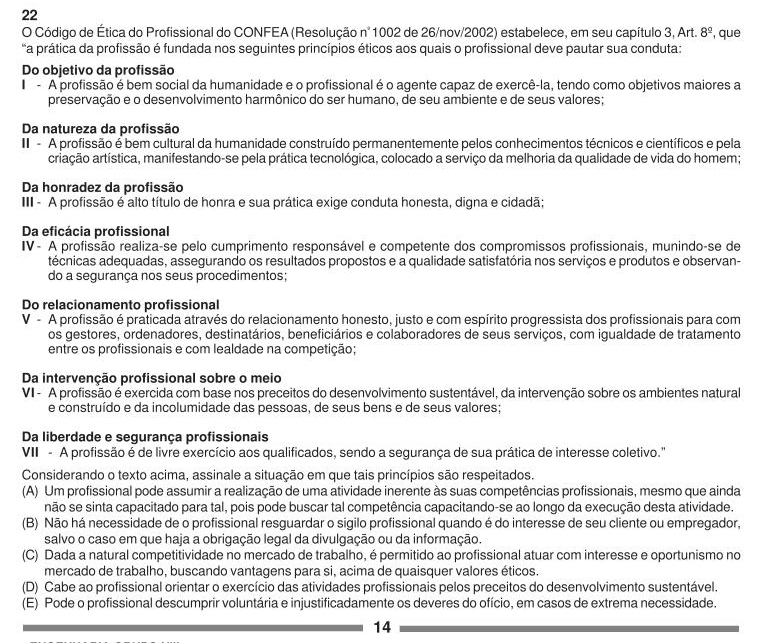 22
O Código de Ética do Profissional do CONFEA (Resolução n° 1002 de 26/nov/2002) estabelece, em seu capítulo 3, Art. 8º, que
“a prática da profissão é fundada nos seguintes princípios éticos aos quais o profissional deve pautar sua conduta:
Do objetivo da profissão
I - A profissão é bem social da humanidade e o profissional é o agente capaz de exercê-la, tendo como objetivos maiores a
preservação e o desenvolvimento harmônico do ser humano, de seu ambiente e de seus valores;
Da natureza da profissão
II - A profissão é bem cultural da humanidade construído permanentemente pelos conhecimentos técnicos e científicos e pela
criação artística, manifestando-se pela prática tecnológica, colocado a serviço da melhoria da qualidade de vida do homem;
Da honradez da profissão
III - A profissão é alto título de honra e sua prática exige conduta honesta, digna e cidadã;
Da eficácia profissional
IV - A profissão realiza-se pelo cumprimento responsável e competente dos compromissos profissionais, munindo-se de
técnicas adequadas, assegurando os resultados propostos e a qualidade satisfatória nos serviços e produtos e observan-
do a segurança nos seus procedimentos;
Do relacionamento profissional
V - A profissão é praticada através do relacionamento honesto, justo e com espírito progressista dos profissionais para com
os gestores, ordenadores, destinatários, beneficiários e colaboradores de seus serviços, com igualdade de tratamento
entre os profissionais e com lealdade na competição;
Da intervenção profissional sobre o meio
VI - A profissão é exercida com base nos preceitos do desenvolvimento sustentável, da intervenção sobre os ambientes natural
e construído e da incolumidade das pessoas, de seus bens e de seus valores;
Da liberdade e segurança profissionais
VII - A profissão é de livre exercício aos qualificados, sendo a segurança de sua prática de interesse coletivo.”
Considerando o texto acima, assinale a situação em que tais princípios são respeitados.
(A) Um profissional pode assumir a realização de uma atividade inerente às suas competências profissionais, mesmo que ainda
não se sinta capacitado para tal, pois pode buscar tal competência capacitando-se ao longo da execução desta atividade.
(B) Não há necessidade de o profissional resguardar o sigilo profissional quando é do interesse de seu cliente ou empregador,
salvo o caso em que haja a obrigação legal da divulgação ou da informação.
(C) Dada a natural competitividade no mercado de trabalho, é permitido ao profissional atuar com interesse e oportunismo no
mercado de trabalho, buscando vantagens para si, acima de quaisquer valores éticos.
(D) Cabe ao profissional orientar o exercício das atividades profissionais pelos preceitos do desenvolvimento sustentável.
(E) Pode o profissional descumprir voluntária e injustificadamente os deveres do ofício, em casos de extrema necessidade.
14